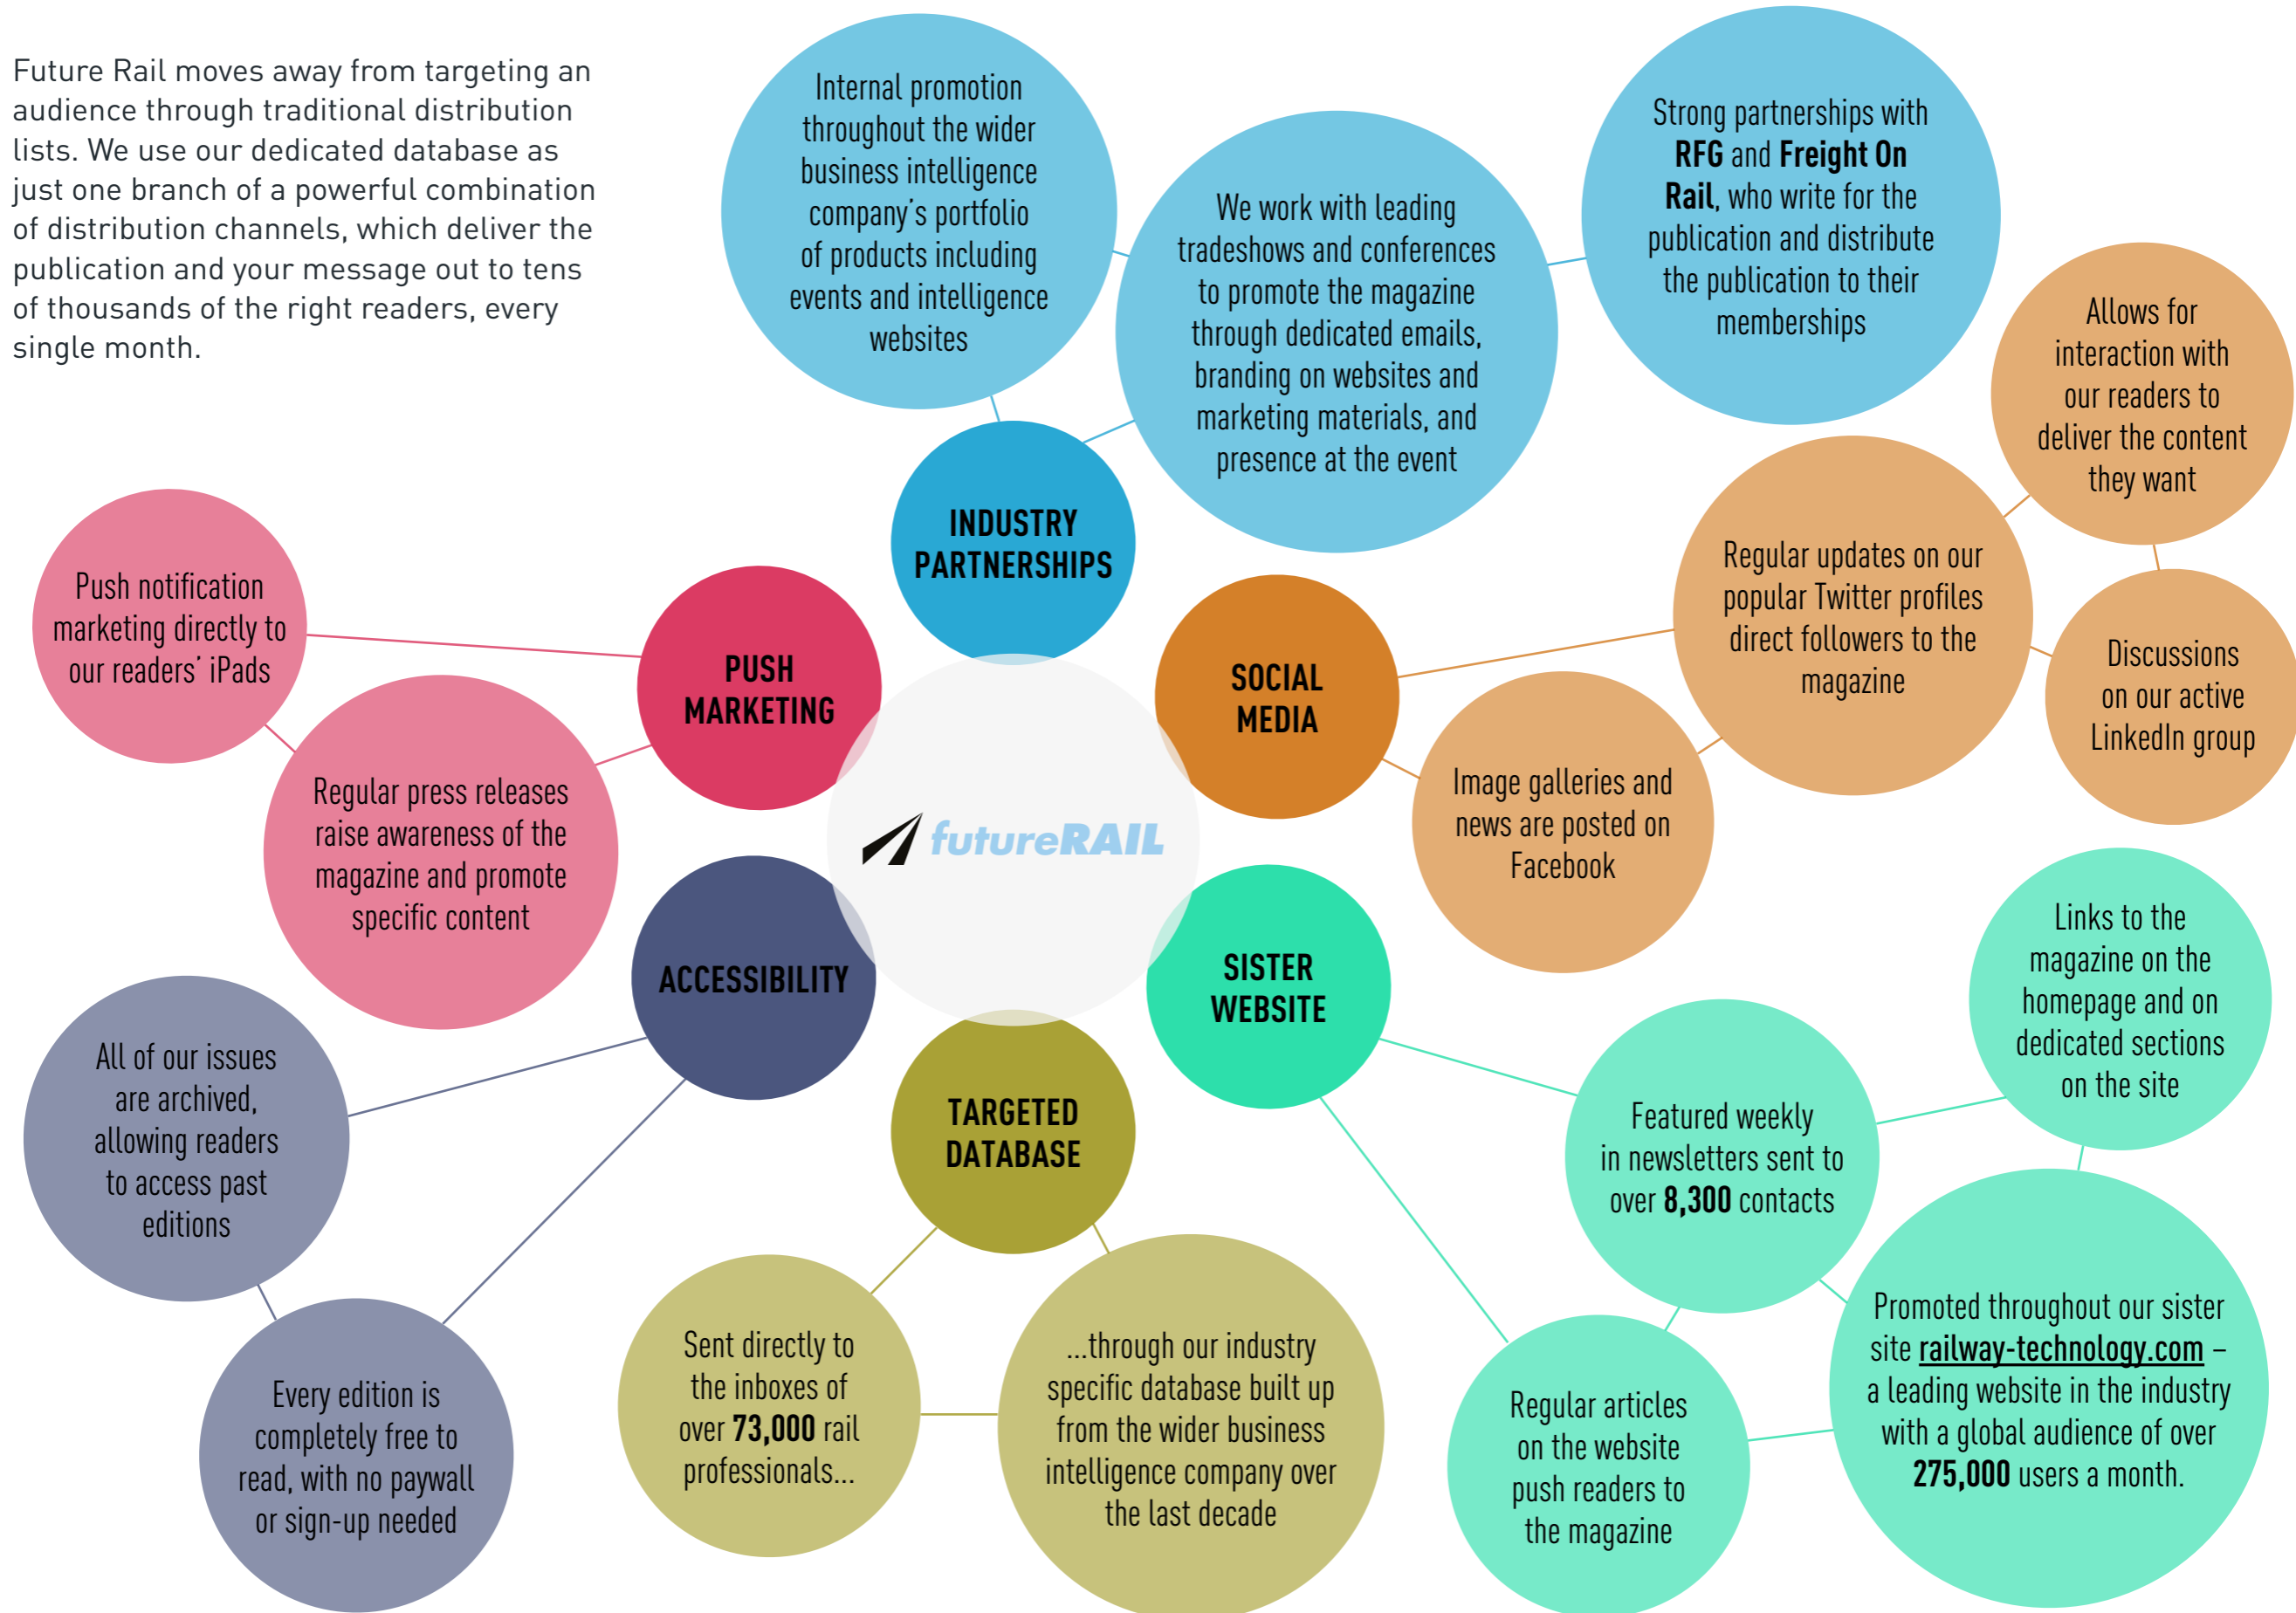 Future Rail moves away from targeting an
audience through traditional distribution
lists. We use our dedicated database as
just one branch of a powerful combination
of distribution channels, which deliver the
publication and your message out to tens
of thousands of the right readers, every
single month.
Internal promotion
throughout the wider
business intelligence
company's portfolio
of products including
events and intelligence
websites
We work with leading
tradeshows and conferences
to promote the magazine
through dedicated emails,
branding on websites and
marketing materials, and
presence at the event
Strong partnerships with
RFG and Freight On
Rail, who write for the
publication and distribute
the publication to their
memberships
INDUSTRY
PARTNERSHIPS
Allows for
interaction with
our readers to
deliver the content
they want
Regular updates on our
popular Twitter profiles
direct followers to the
magazine
Discussions
on our active
LinkedIn group
Image galleries and
news are posted on
Facebook
SOCIAL
MEDIA
Push notification
marketing directly to
our readers' iPads
PUSH
MARKETING
Regular press releases
raise awareness of the
magazine and promote
specific content
futureRAIL
ACCESSIBILITY
All of our issues
are archived,
allowing readers
to access past
editions
Every edition is
completely free to
read, with no paywall
or sign-up needed
TARGETED
DATABASE
Sent directly to
the inboxes of
over 73,000 rail
professionals...
...through our industry
specific database built up
from the wider business
intelligence company over
the last decade
SISTER
WEBSITE
Links to the
magazine on the
homepage and on
dedicated sections
on the site
Featured weekly
in newsletters sent to
over 8,300 contacts
Promoted throughout our sister
site railway-technology.com –
a leading website in the industry
with a global audience of over
275,000 users a month.
Regular articles
on the website
push readers to
the magazine